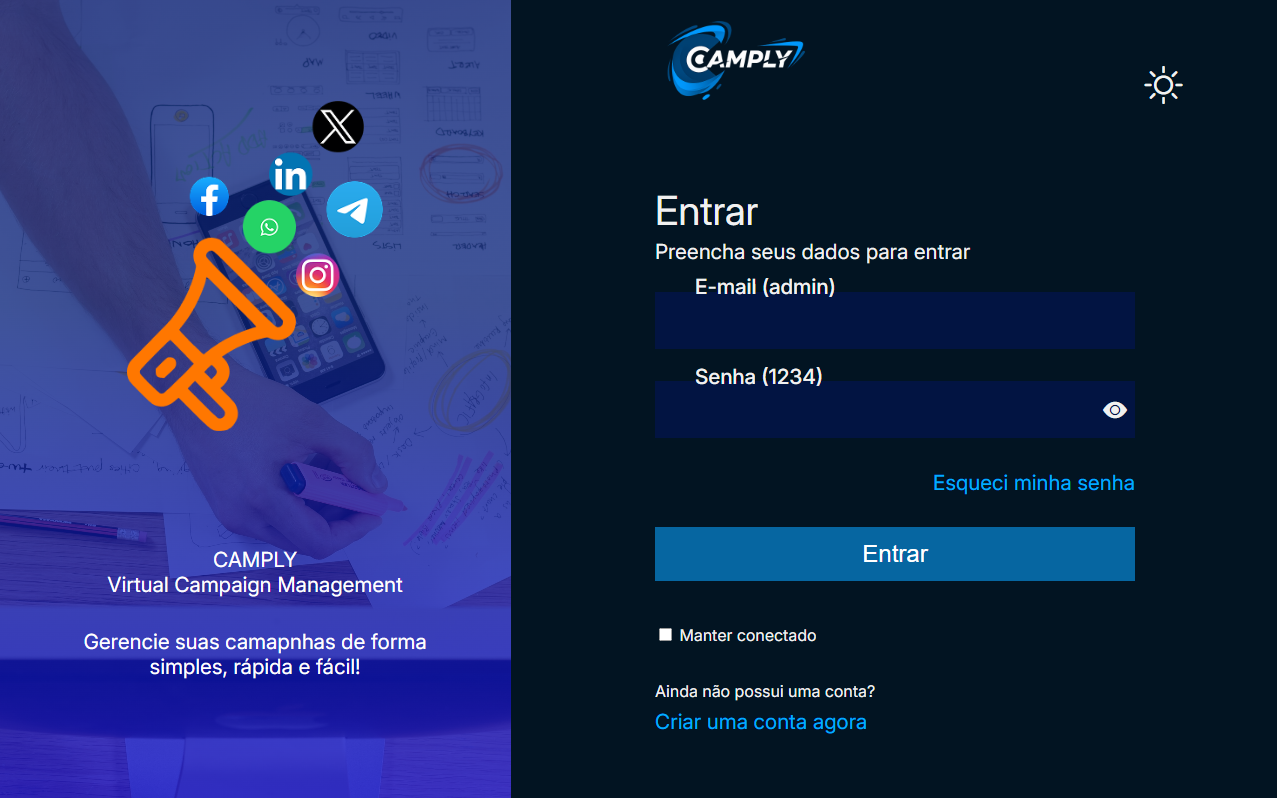 CAMPLY
Entrar
Preencha seus dados para entrar
E-mail (admin)
Senha (1234)
Esqueci minha senha
Entrar
Manter conectado
Ainda não possui uma conta?
Criar uma conta agora
CAMPLY
Virtual Campaign Management
Gerencie suas camapnhas de forma
simples, rápida e fácil!